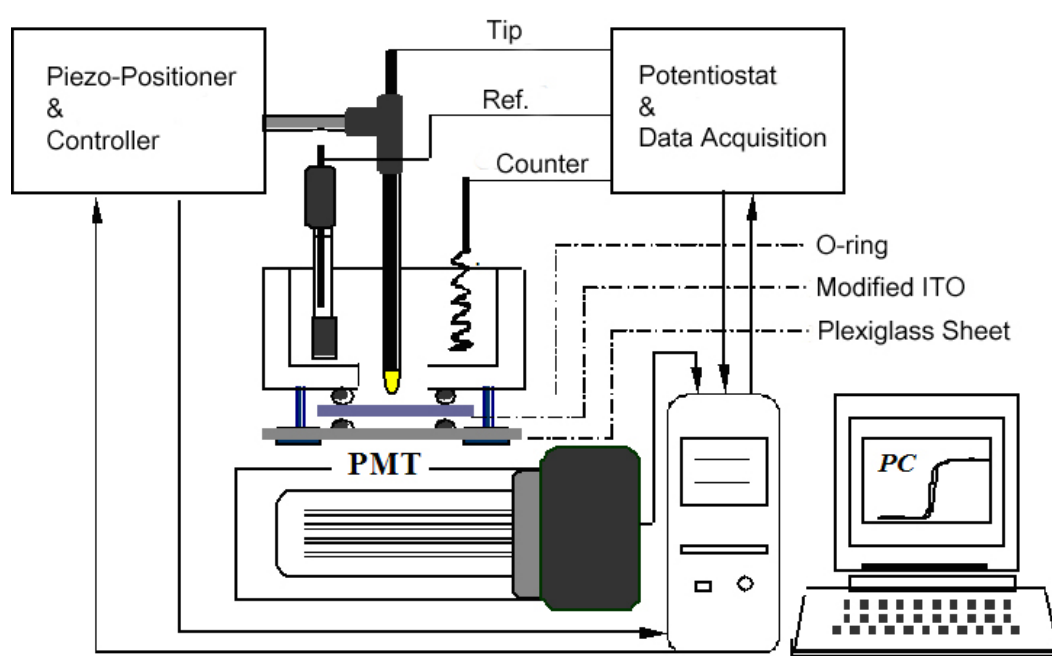 Piezo-Positioner
&
Controller
Tip
Ref.
Counter
Potentiostat
&
Data Acquisition
O-ring
Modified ITO
Plexiglass Sheet
PMT
PC